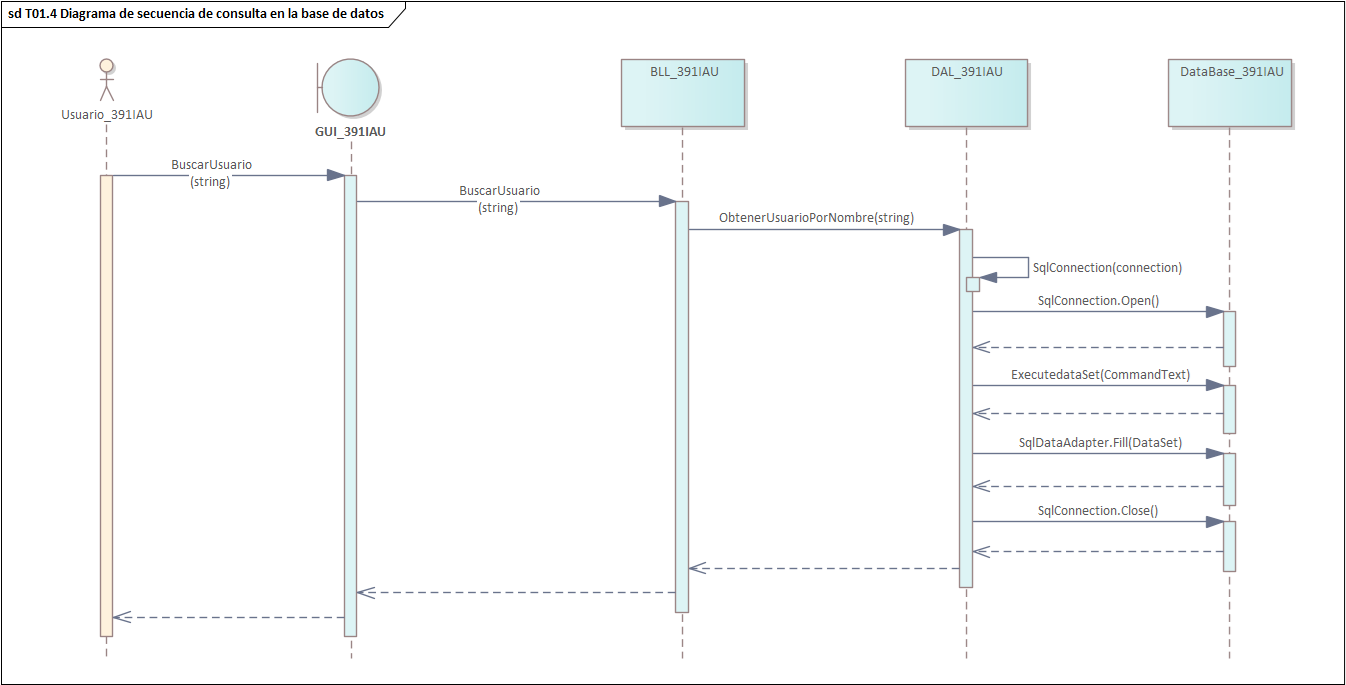 sd T01.4 Diagrama de secuencia de consulta en la base de datos
Usuario_391IAU
GUI_391IAU
BLL_391IAU
DAL_391IAU
DataBase_391IAU
BuscarUsuario
(string)
BuscarUsuario
(string)
ObtenerUsuarioPorNombre(string)
SqlConnection(connection)
SqlConnection.Open()
ExecutedataSet(CommandText)
SqlDataAdapter.Fill(DataSet)
SqlConnection.Close()